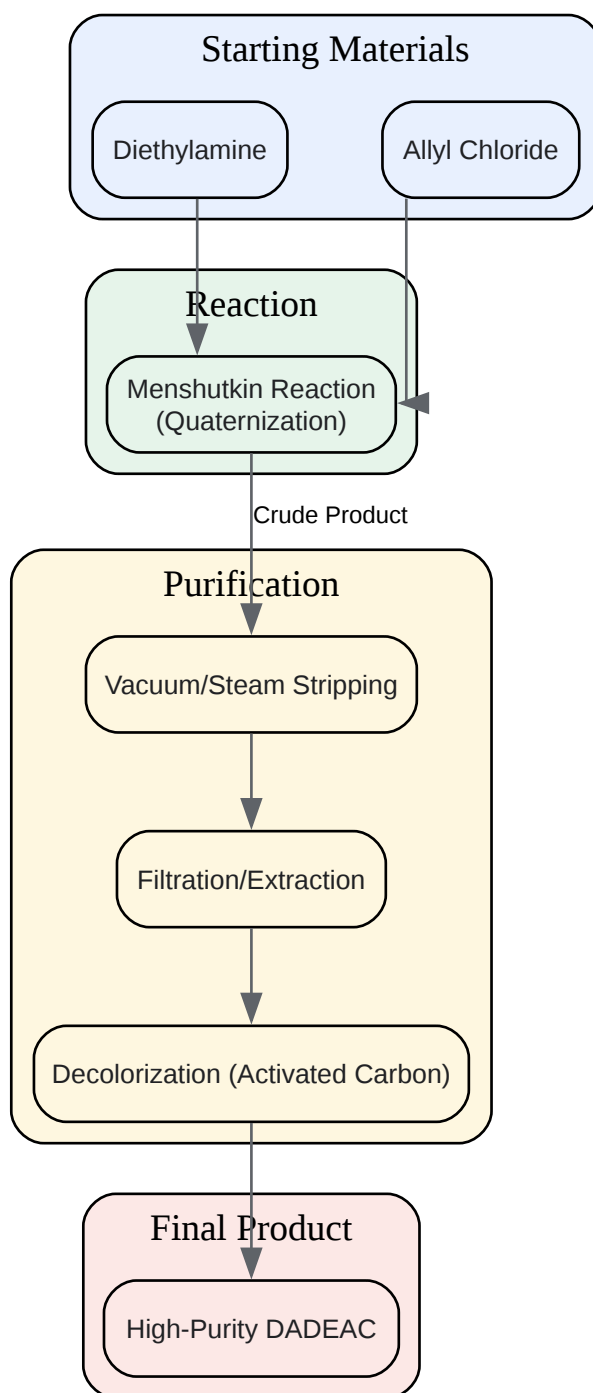 Starting Materials
Diethylamine
Allyl Chloride
Reaction
Menshutkin Reaction
(Quaternization)
Crude Product
Purification
Vacuum/Steam Stripping
Filtration/Extraction
Decolorization (Activated Carbon)
Final Product
High-Purity DADEAC